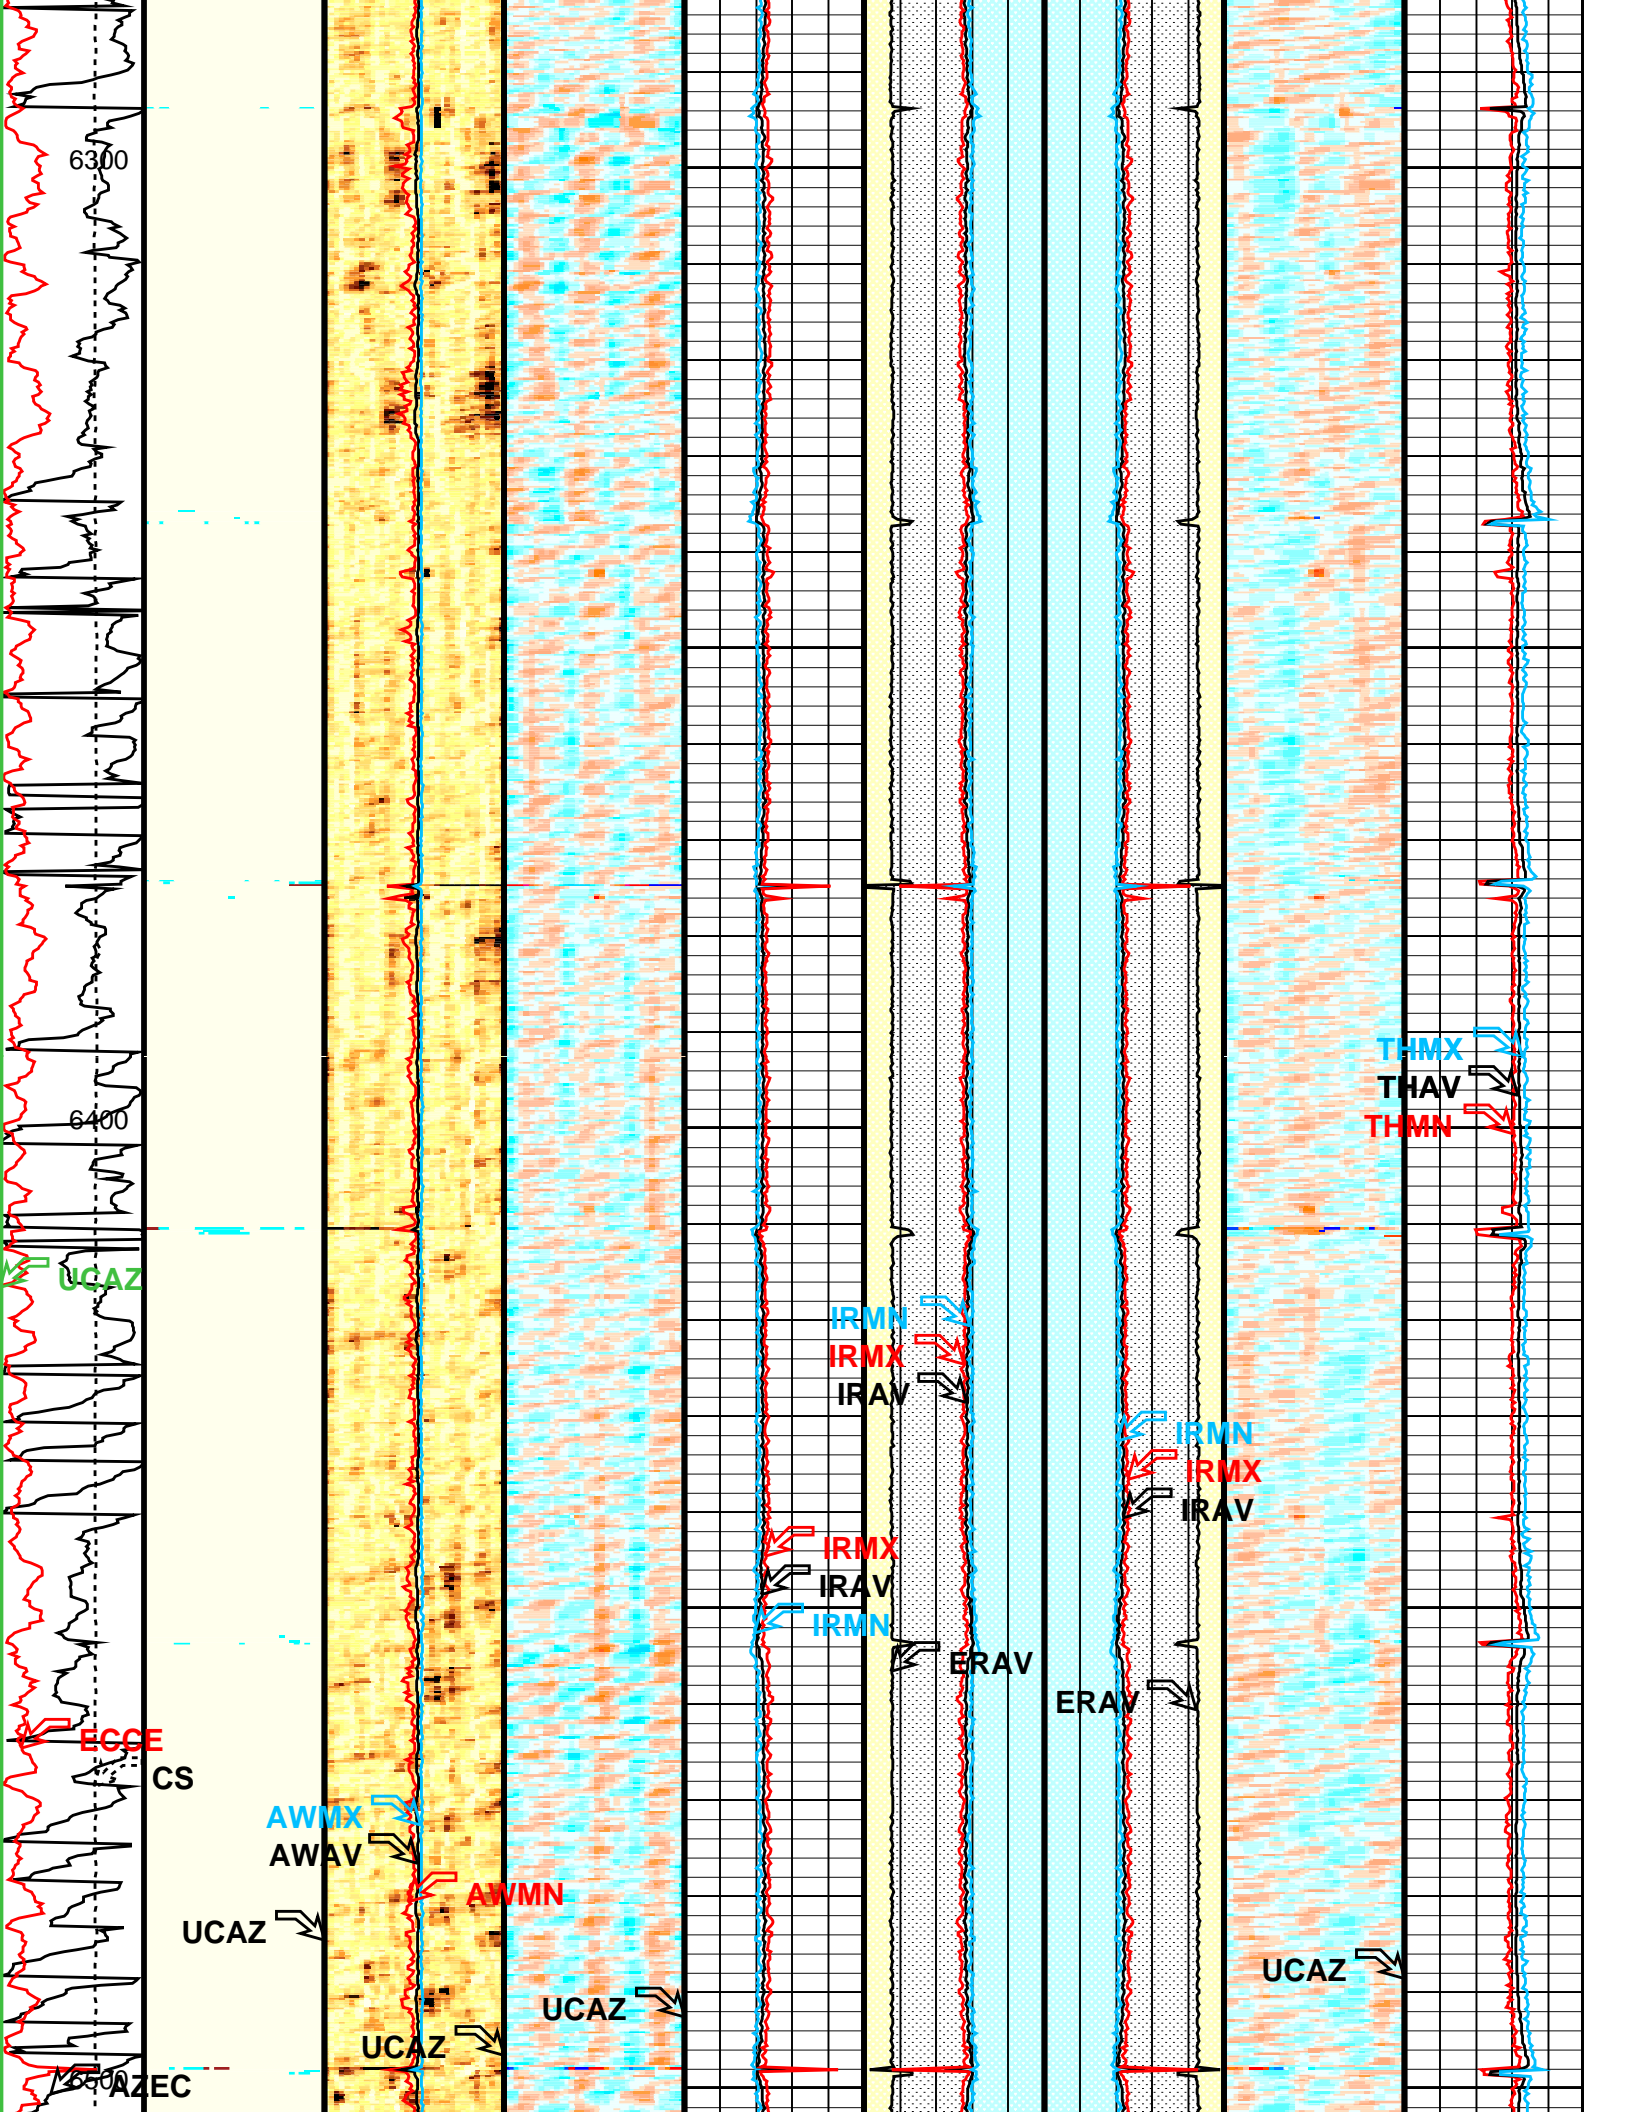 6300
THMX
THAV
6400
THMN
UCAZ
IRMN
IRMX
IRAV
IRMN
IRMX
IRAV
IRMX
IRAV
IRMN
ERAV
ERAV
ECCE
CS
AWMX
AWAV
AWMN
UCAZ
UCAZ
UCAZ
UCAZ
6500
AZEC